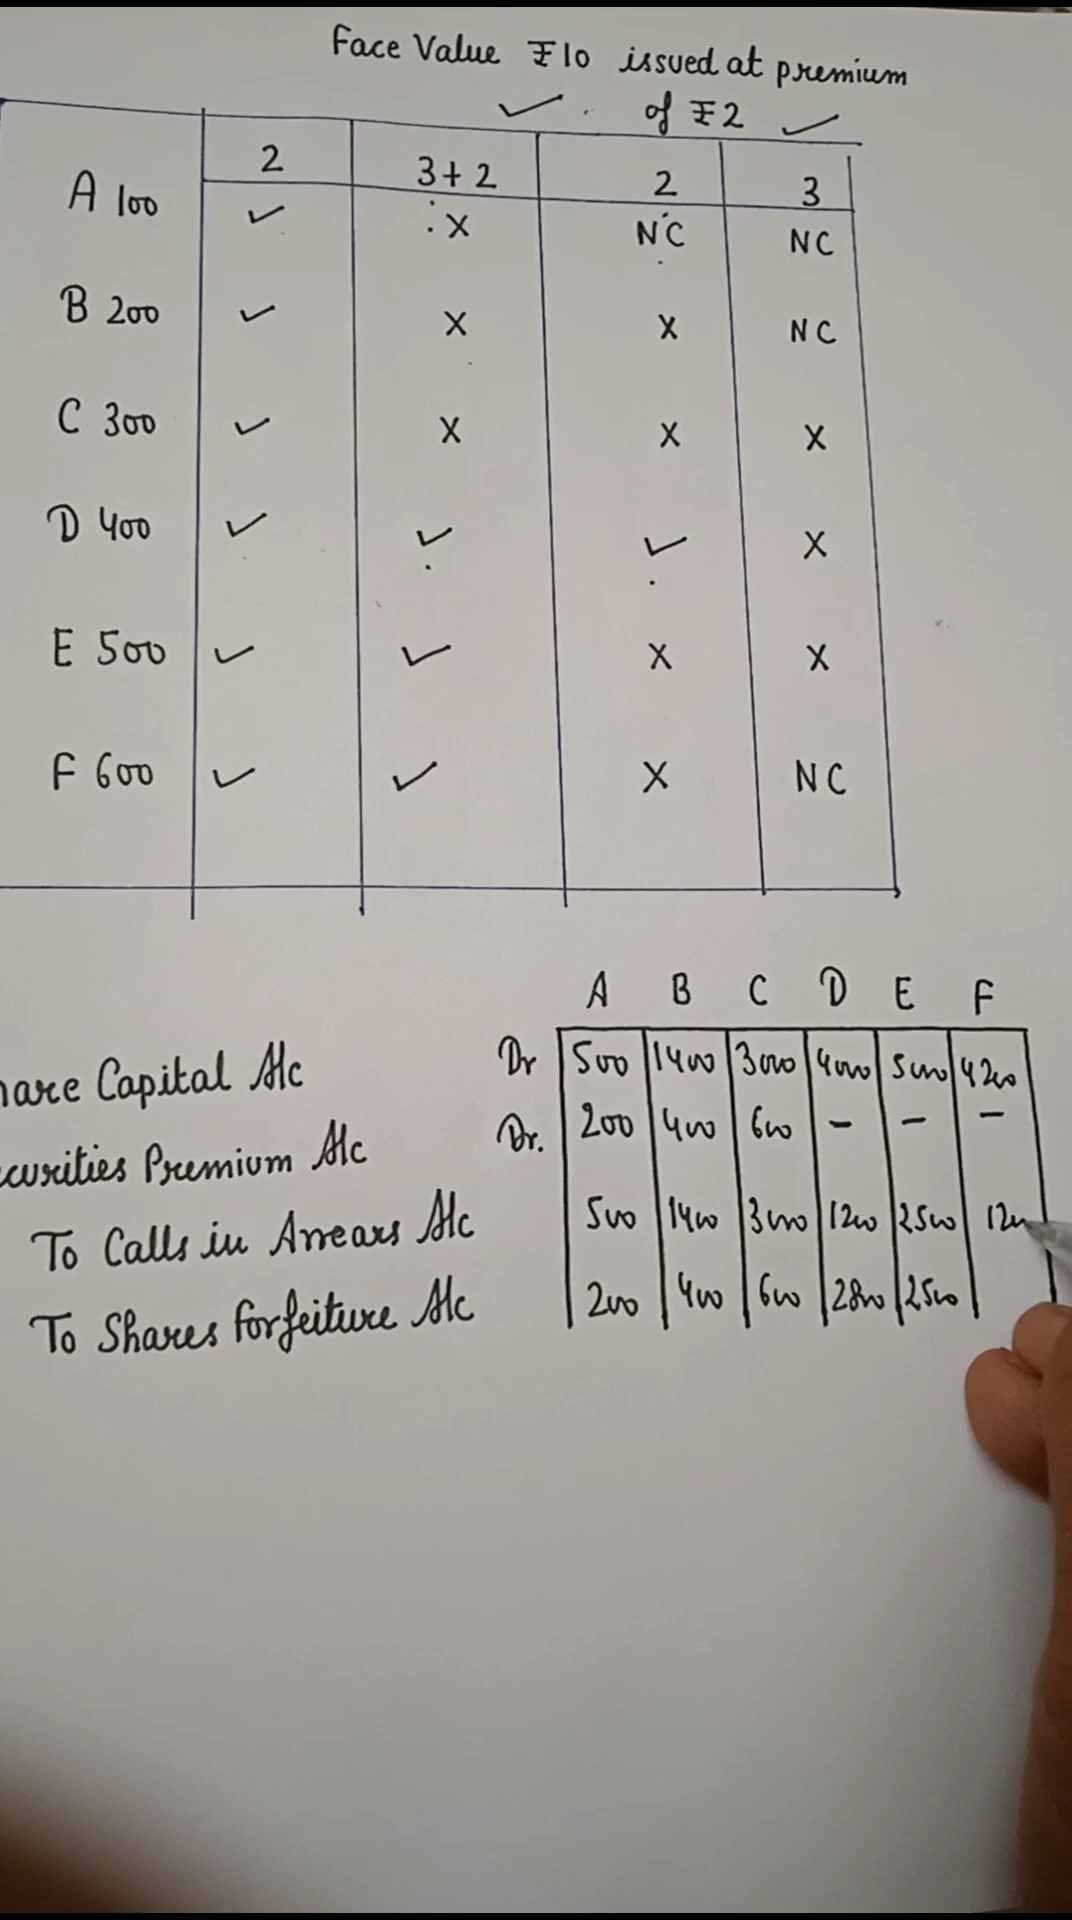 Face Value ₹10 issued at premium
of ₹2
2 3+2 2 3
A 100 ✓ X NC NC
B 200 ✓ X X NC
C 300 ✓ X X X
D 400 ✓ ✓ ✓ X
E 500 ✓ ✓ X X
F 600 ✓ ✓ X NC
A B C D E F
hare Capital A/c Dr 500 1400 3000 4000 5000 4200
curities Premium A/c Dr. 200 400 600 - - -
To Calls in Arrears A/c 500 1400 3000 1200 2500
To Shares forfeiture A/c 200 400 600 2800 2500